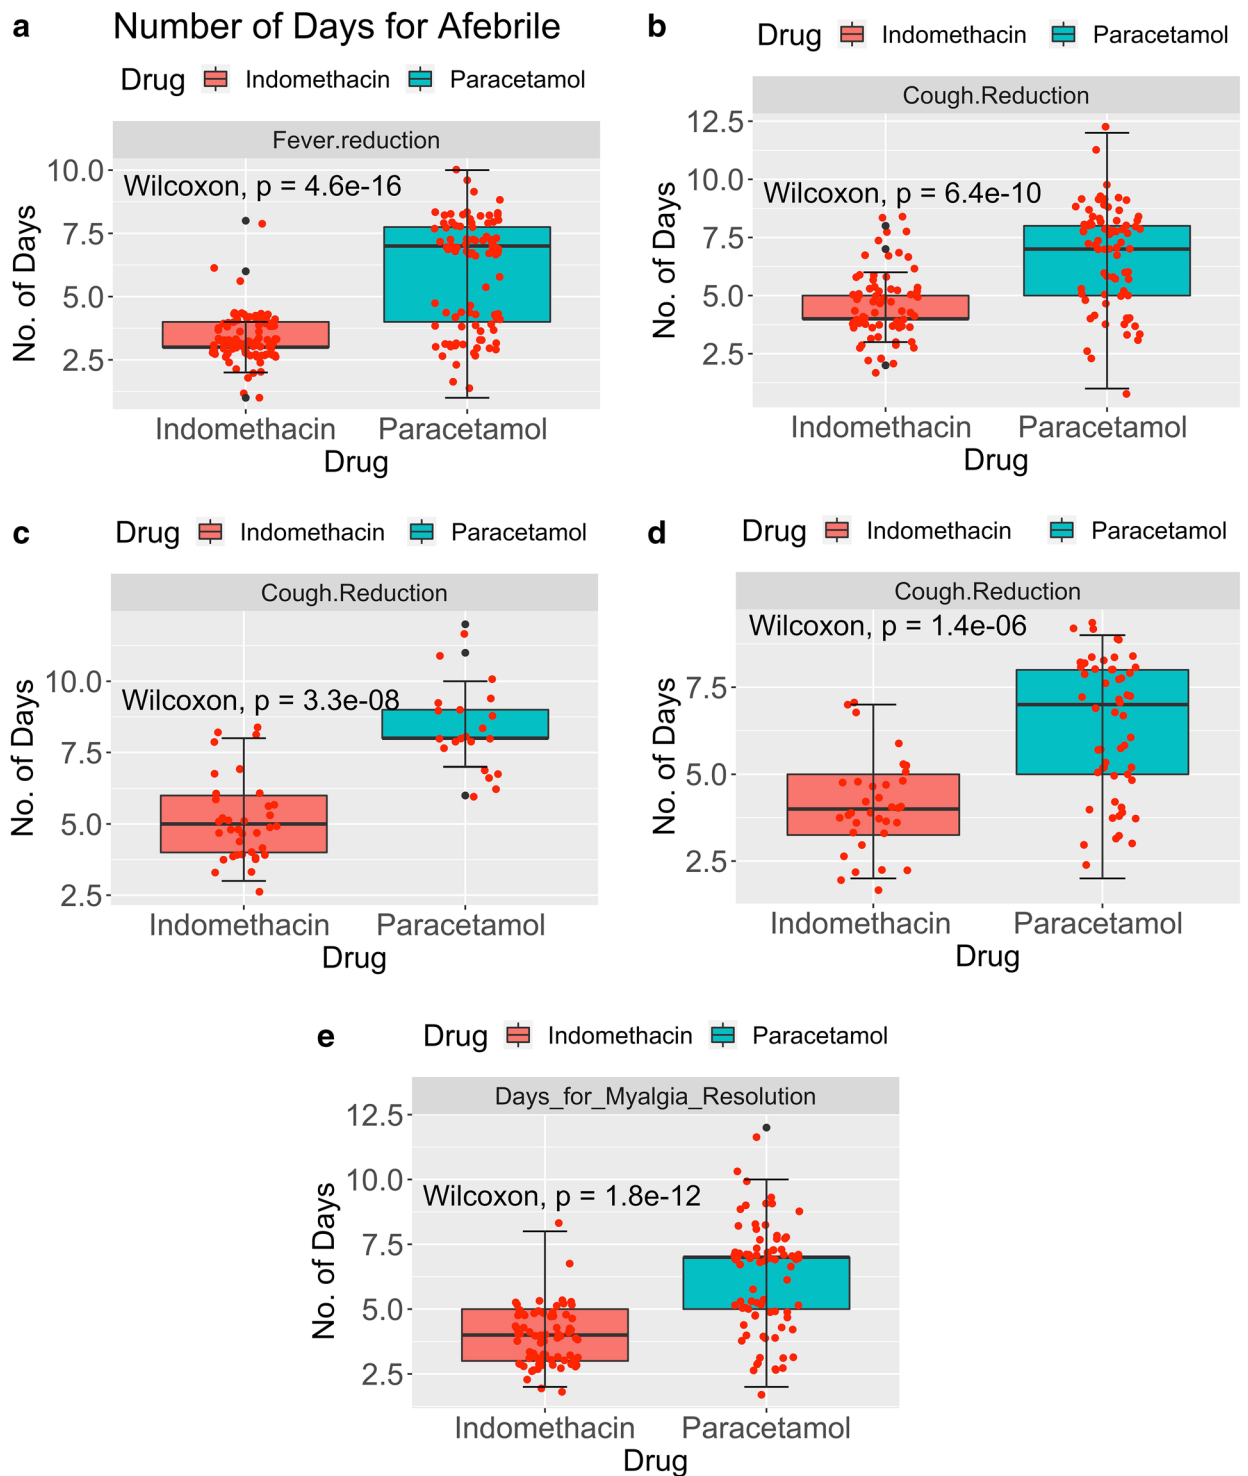 a Number of Days for Afebrile
Drug Indomethacin Paracetamol
Fever.reduction
Wilcoxon, p = 4.6e-16
10.0
7.5
5.0
2.5
No. of Days
Indomethacin Paracetamol
Drug
b Drug Indomethacin Paracetamol
Cough.Reduction
Wilcoxon, p = 6.4e-10
12.5
10.0
7.5
5.0
2.5
No. of Days
Indomethacin Paracetamol
Drug
c Drug Indomethacin Paracetamol
Cough.Reduction
Wilcoxon, p = 3.3e-08
10.0
7.5
5.0
2.5
No. of Days
Indomethacin Paracetamol
Drug
d Drug Indomethacin Paracetamol
Cough.Reduction
Wilcoxon, p = 1.4e-06
7.5
5.0
2.5
No. of Days
Indomethacin Paracetamol
Drug
e Drug Indomethacin Paracetamol
Days_for_Myalgia_Resolution
Wilcoxon, p = 1.8e-12
12.5
10.0
7.5
5.0
2.5
No. of Days
Indomethacin Paracetamol
Drug